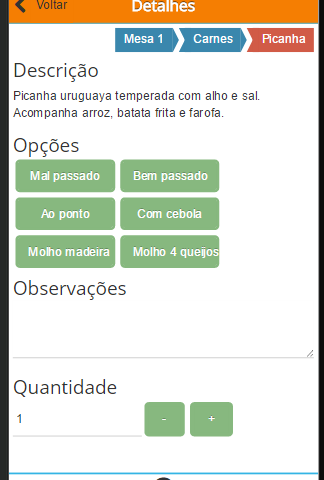 Voltar
Detalhes
Mesa 1
Carnes
Picanha
Descrição
Picanha uruguaya temperada com alho e sal.
Acompanha arroz, batata frita e farofa.
Opções
Mal passado
Bem passado
Ao ponto
Com cebola
Molho madeira
Molho 4 queijos
Observações
Quantidade
1
-
+